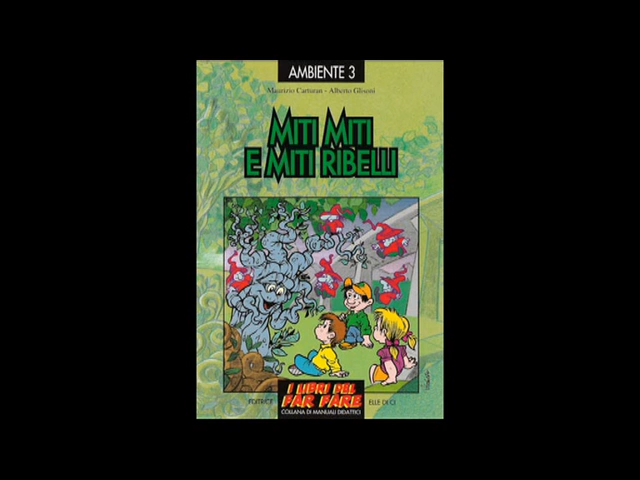 AMBIENTE 3
Maurizio Carturan - Alberto Glisoni
MITI MITI
E MITI RIBELLI
I LIBRI DEL
FAR FARE
EDITRICE
COLLANA DI MANUALI DIDATTICI
ELLE DI CI